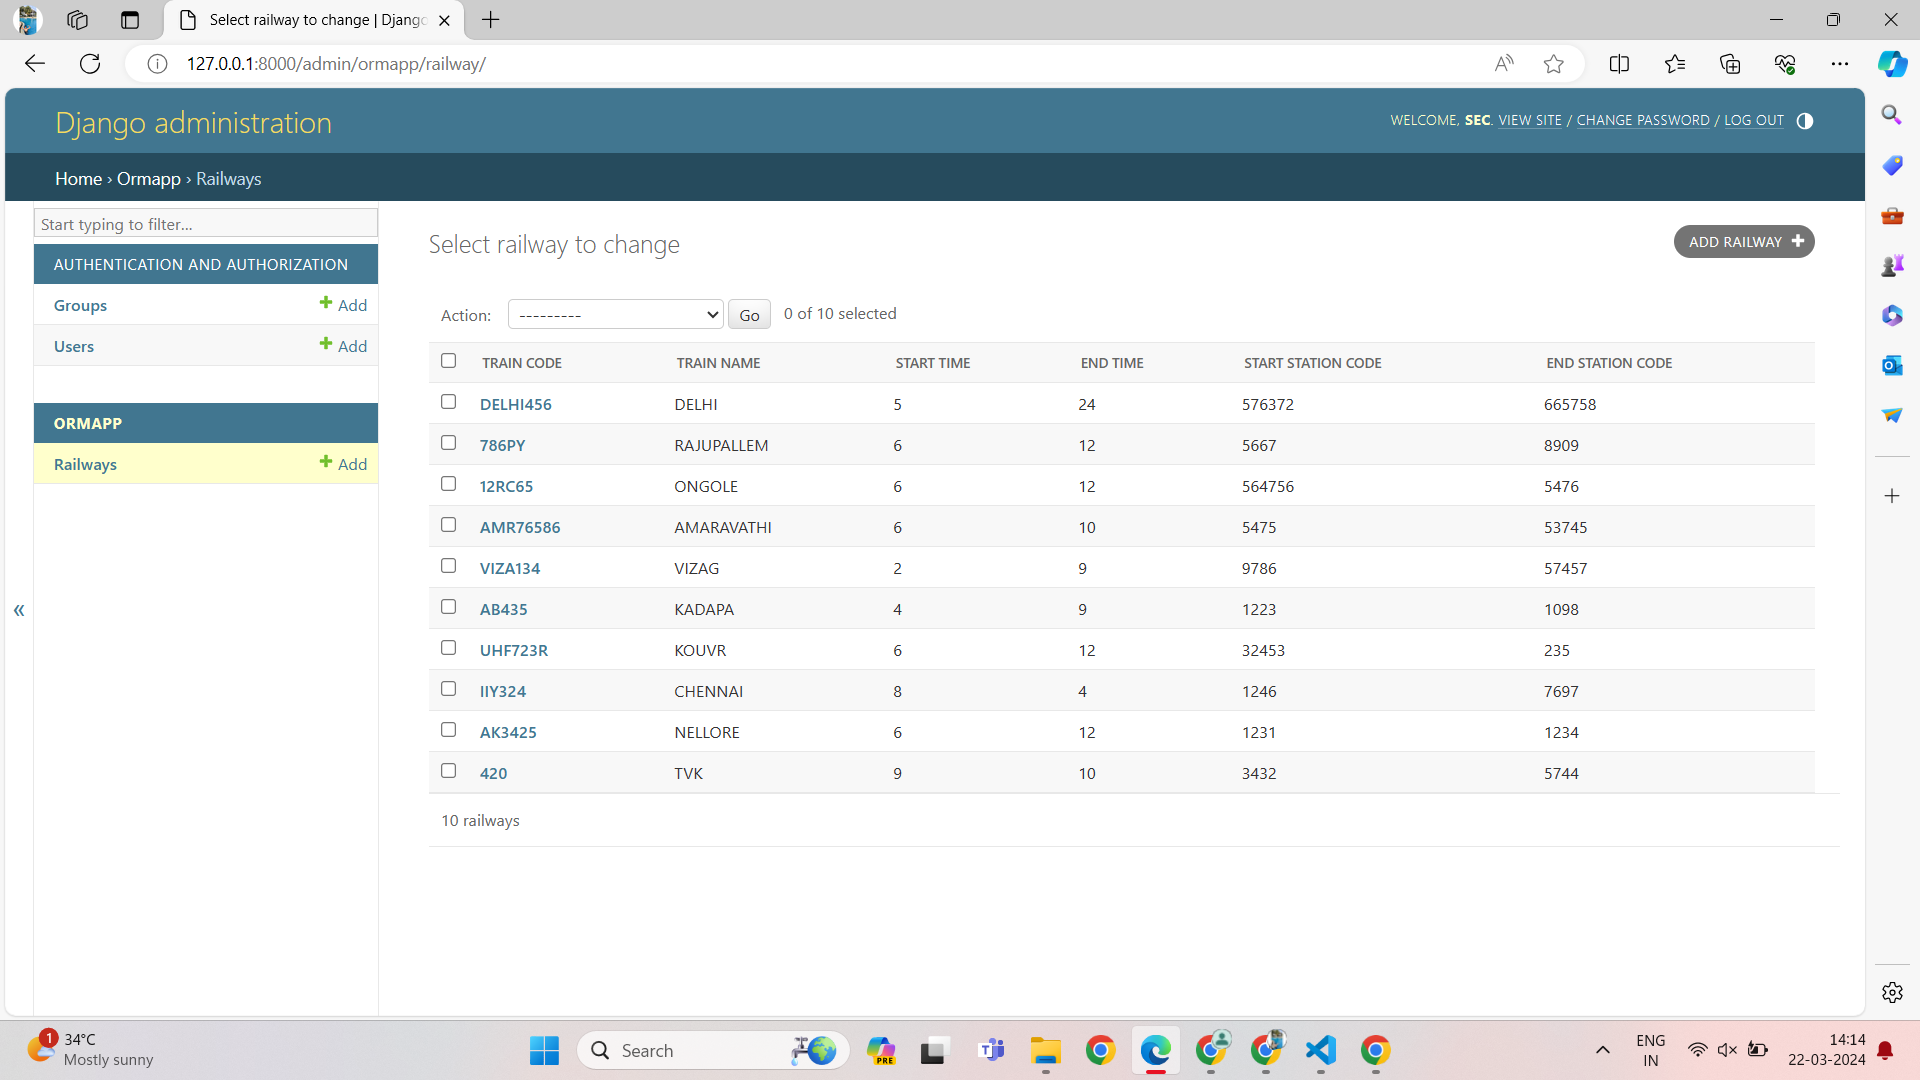 Select railway to change | Djang
127.0.0.1:8000/admin/ormapp/railway/
Django administration
WELCOME, SEC. VIEW SITE / CHANGE PASSWORD / LOG OUT
Home › Ormapp › Railways
Start typing to filter...
AUTHENTICATION AND AUTHORIZATION
Groups + Add
Users + Add
ORMAPP
Railways + Add
«
Select railway to change
ADD RAILWAY +
Action: --------- Go 0 of 10 selected
TRAIN CODE TRAIN NAME START TIME END TIME START STATION CODE END STATION CODE
DELHI456 DELHI 5 24 576372 665758
786PY RAJUPALLEM 6 12 5667 8909
12RC65 ONGOLE 6 12 564756 5476
AMR76586 AMARAVATHI 6 10 5475 53745
VIZA134 VIZAG 2 9 9786 57457
AB435 KADAPA 4 9 1223 1098
UHF723R KOUVR 6 12 32453 235
IIY324 CHENNAI 8 4 1246 7697
AK3425 NELLORE 6 12 1231 1234
420 TVK 9 10 3432 5744
10 railways
1 34°C
Mostly sunny
Search
PRE
ENG
IN
14:14
22-03-2024